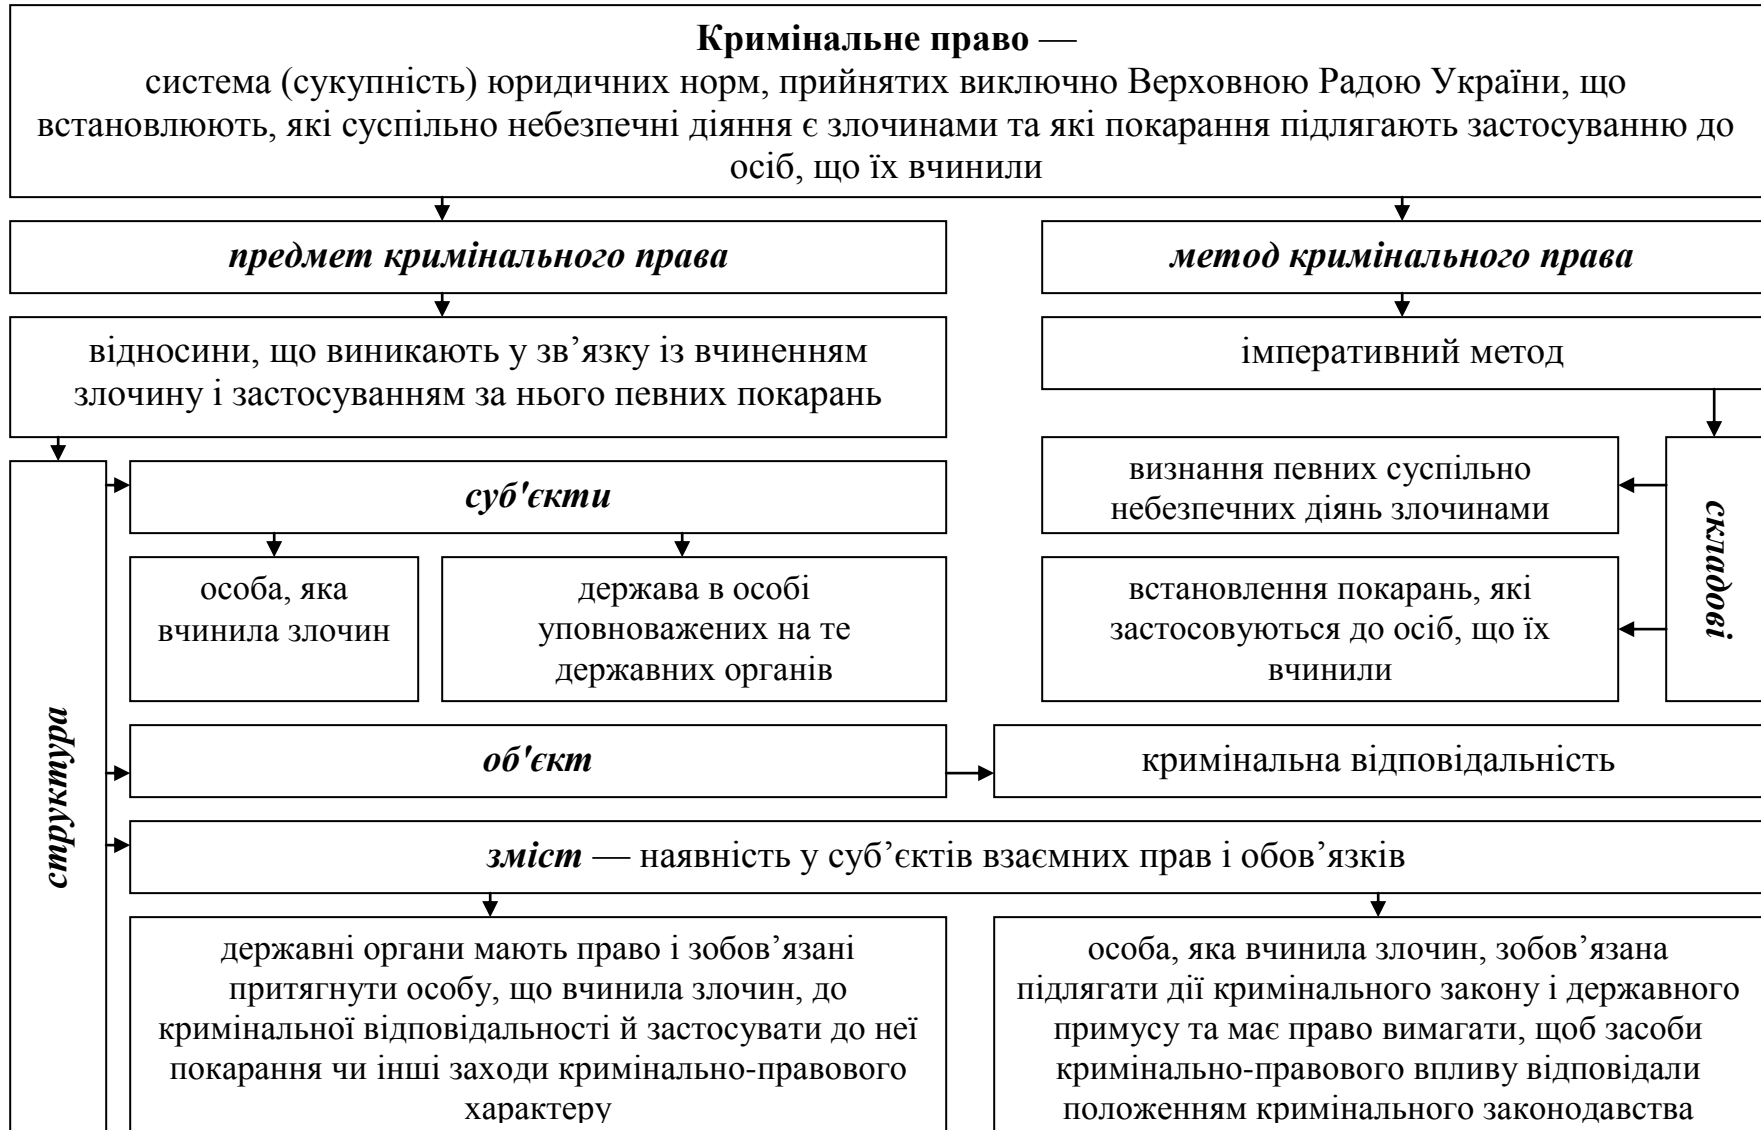 Кримінальне право —
система (сукупність) юридичних норм, прийнятих виключно Верховною Радою України, що
встановлюють, які суспільно небезпечні діяння є злочинами та які покарання підлягають застосуванню до
осіб, що їх вчинили
предмет кримінального права
метод кримінального права
відносини, що виникають у зв’язку із вчиненням
злочину і застосуванням за нього певних покарань
імперативний метод
структура
суб'єкти
особа, яка
вчинила злочин
держава в особі
уповноважених на те
державних органів
визнання певних суспільно
небезпечних діянь злочинами
встановлення покарань, які
застосовуються до осіб, що їх
вчинили
складові
об'єкт
кримінальна відповідальність
зміст — наявність у суб’єктів взаємних прав і обов’язків
державні органи мають право і зобов’язані
притягнути особу, що вчинила злочин, до
кримінальної відповідальності й застосувати до неї
покарання чи інші заходи кримінально-правового
характеру
особа, яка вчинила злочин, зобов’язана
підлягати дії кримінального закону і державного
примусу та має право вимагати, щоб засоби
кримінально-правового впливу відповідали
положенням кримінального законодавства